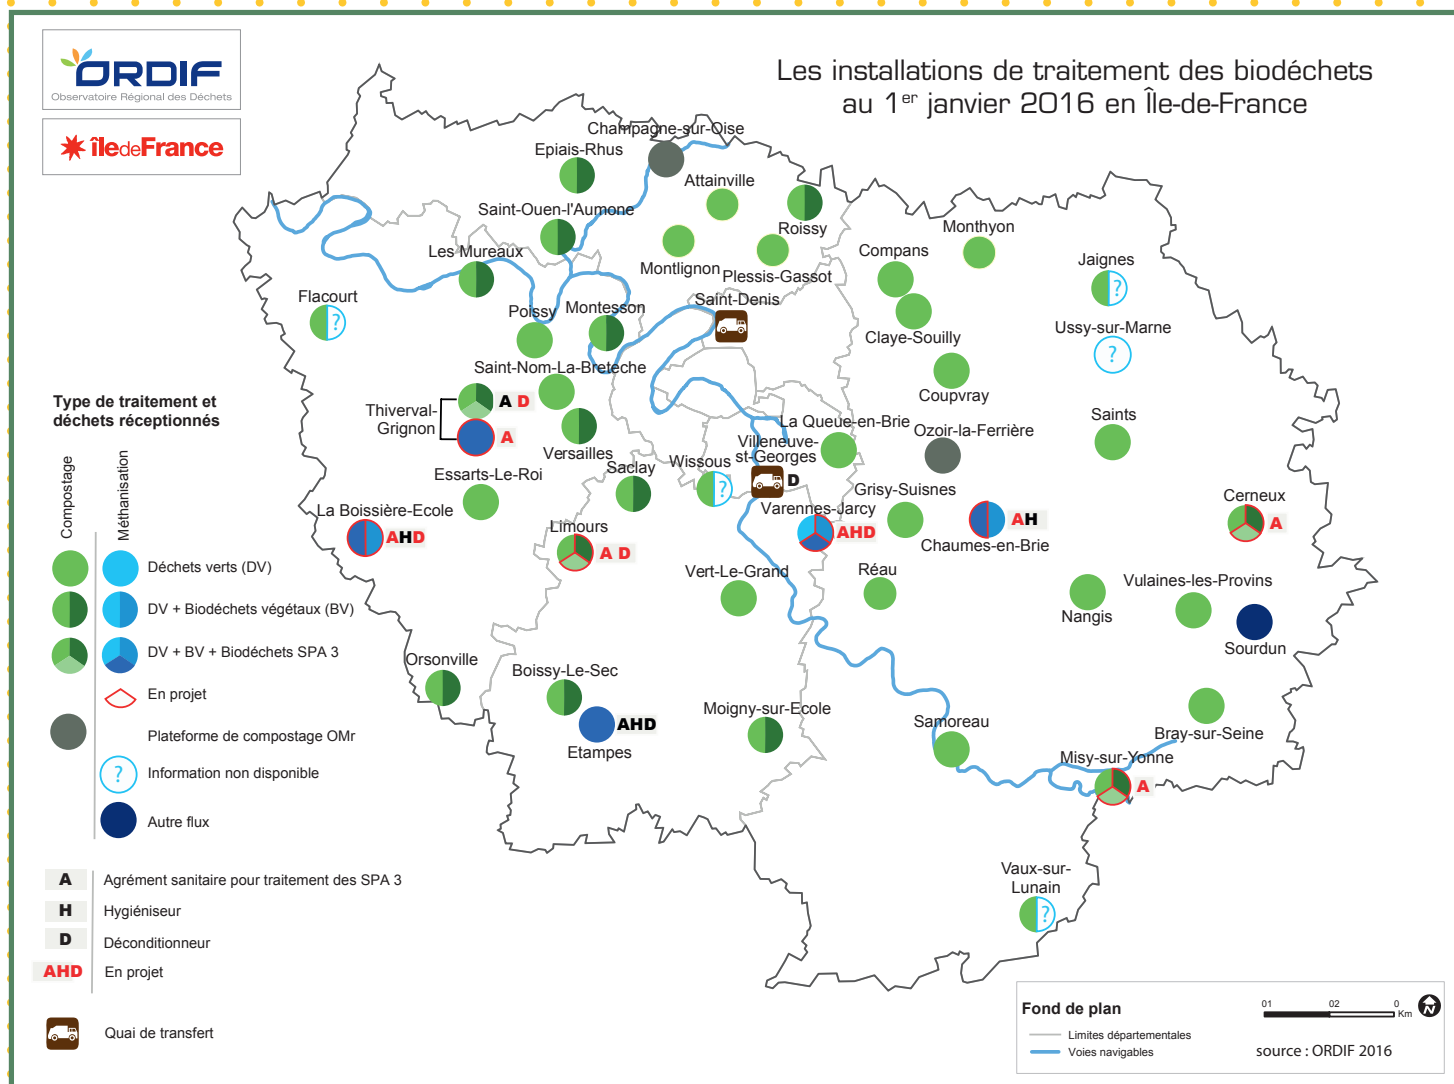 ORDIF
Observatoire Régional des Déchets
îledeFrance
Les installations de traitement des biodéchets
au 1er janvier 2016 en Île-de-France
Champagne-sur-Oise
Epiais-Rhus
Attainville
Saint-Ouen-l'Aumone
Roissy
Monthyon
Les Mureaux
Montlignon
Plessis-Gassot
Compans
Jaignes
?
Flacourt
?
Poissy
Montesson
Saint-Denis
Claye-Souilly
Ussy-sur-Marne
?
Saint-Nom-La-Breteche
Coupvray
Thiverval-
Grignon
A D
A
Versailles
La Queue-en-Brie
Ozoir-la-Ferrière
Saints
Villeneuve-
st-Georges
D
Essarts-Le-Roi
Saclay
Wissous
?
Grisy-Suisnes
Cerneux
A
La Boissière-Ecole
AHD
Limours
A D
Varennes-Jarcy
AHD
AH
Chaumes-en-Brie
Vert-Le-Grand
Réau
Nangis
Vulaines-les-Provins
Sourdun
Orsonville
Boissy-Le-Sec
AHD
Etampes
Moigny-sur-Ecole
Samoreau
Bray-sur-Seine
Misy-sur-Yonne
A
Vaux-sur-
Lunain
?
Type de traitement et
déchets réceptionnés
Compostage
Méthanisation
Déchets verts (DV)
DV + Biodéchets végétaux (BV)
DV + BV + Biodéchets SPA 3
En projet
Plateforme de compostage OMr
? Information non disponible
Autre flux
A Agrément sanitaire pour traitement des SPA 3
H Hygiéniseur
D Déconditionneur
AHD En projet
Quai de transfert
Fond de plan
Limites départementales
Voies navigables
01 02 0
Km
N
source : ORDIF 2016